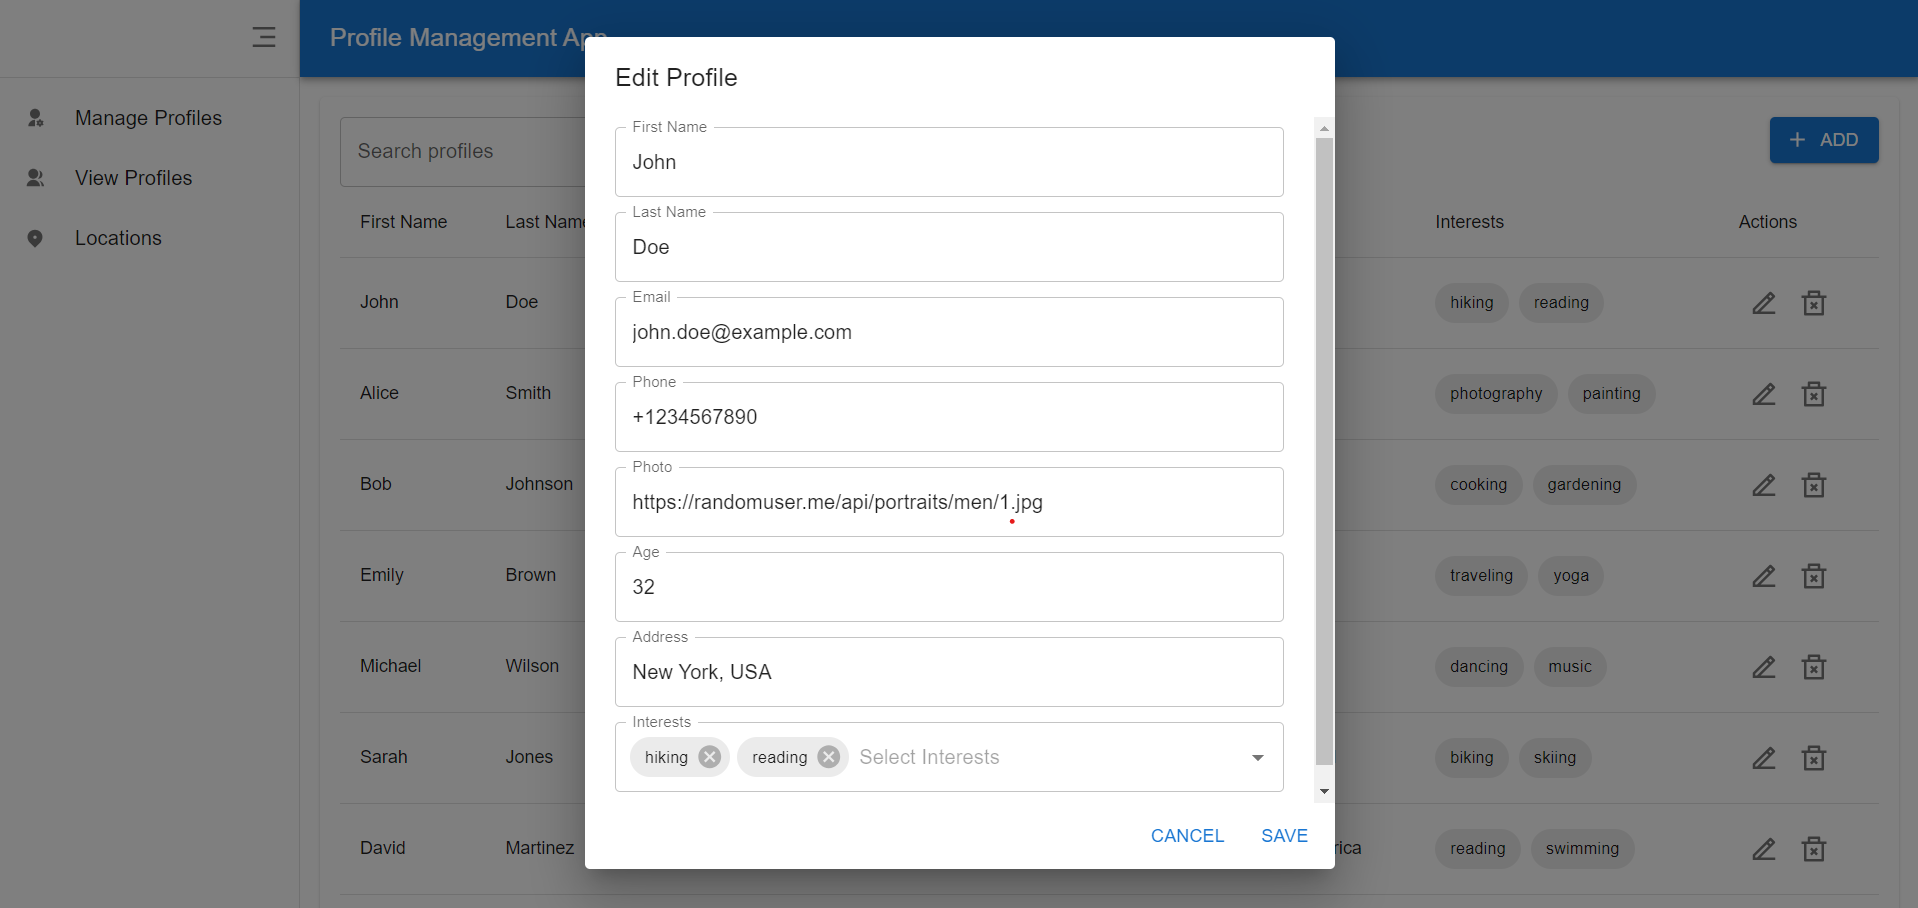 Profile Management App
Manage Profiles
View Profiles
Locations
Search profiles
ADD
First Name Last Name Interests Actions
John Doe hiking reading
Alice Smith photography painting
Bob Johnson cooking gardening
Emily Brown traveling yoga
Michael Wilson dancing music
Sarah Jones biking skiing
David Martinez reading swimming
Edit Profile
First Name
John
Last Name
Doe
Email
john.doe@example.com
Phone
+1234567890
Photo
https://randomuser.me/api/portraits/men/1.jpg
Age
32
Address
New York, USA
Interests
hiking reading Select Interests
CANCEL SAVE